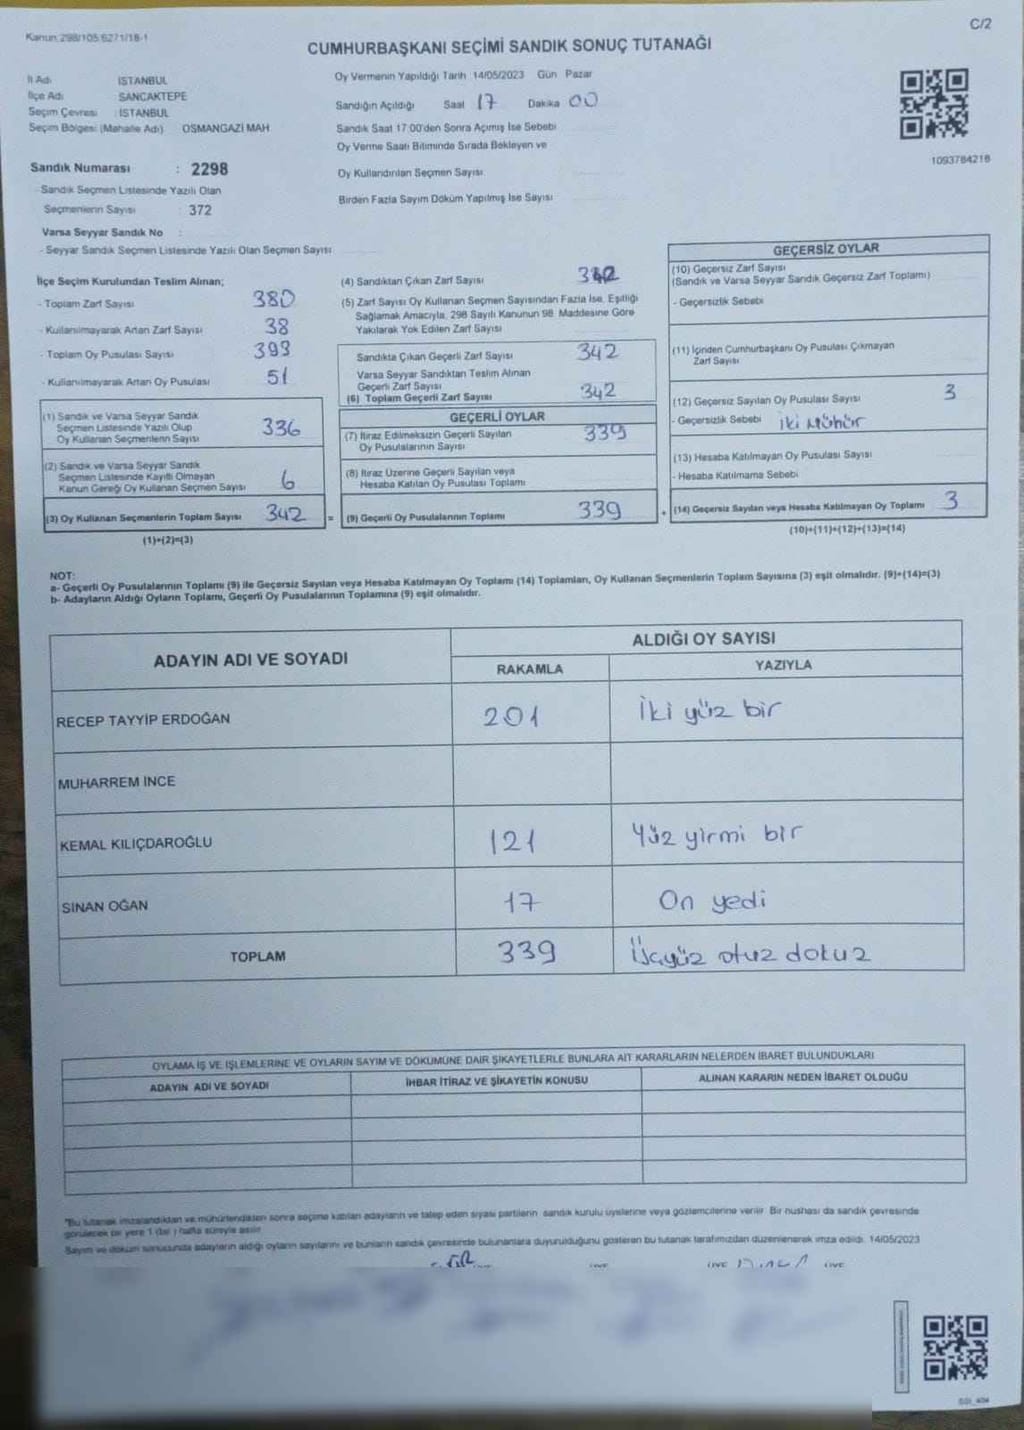 Kanun:298/105 6271/18-1
C/2
CUMHURBAŞKANI SEÇİMİ SANDIK SONUÇ TUTANAĞI
İl Adı İSTANBUL
İlçe Adı SANCAKTEPE
Seçim Çevresi : İSTANBUL
Seçim Bölgesi (Mahalle Adı) OSMANGAZİ MAH
Oy Vermenin Yapıldığı Tarih 14/05/2023 Gün Pazar
Sandığın Açıldığı Saat 17 Dakika 00
Sandık Saat 17:00'den Sonra Açımış İse Sebebi
Oy Verme Saati Bitiminde Sırada Bekleyen ve
Oy Kullandırılan Seçmen Sayısı
Birden Fazla Sayım Döküm Yapılmış İse Sayısı
1093784218
Sandık Numarası : 2298
- Sandık Seçmen Listesinde Yazılı Olan
Seçmenlerin Sayısı : 372
Varsa Seyyar Sandık No :
- Seyyar Sandık Seçmen Listesinde Yazılı Olan Seçmen Sayısı
İlçe Seçim Kurulundan Teslim Alınan;
- Toplam Zarf Sayısı 380
- Kullanılmayarak Artan Zarf Sayısı 38
- Toplam Oy Pusulası Sayısı 393
- Kullanılmayarak Artan Oy Pusulası 51
(1) Sandık ve Varsa Seyyar Sandık
Seçmen Listesinde Yazılı Olup
Oy Kullanan Seçmenlerin Sayısı 336
(2) Sandık ve Varsa Seyyar Sandık
Seçmen Listesinde Kayıtlı Olmayan
Kanun Gereği Oy Kullanan Seçmen Sayısı 6
(3) Oy Kullanan Seçmenlerin Toplam Sayısı 342 =
(1)+(2)=(3)
(4) Sandıktan Çıkan Zarf Sayısı 342
(5) Zarf Sayısı Oy Kullanan Seçmen Sayısından Fazla İse, Eşitliği
Sağlamak Amacıyla, 298 Sayılı Kanunun 98. Maddesine Göre
Yakılarak Yok Edilen Zarf Sayısı
Sandıkta Çıkan Geçerli Zarf Sayısı 342
Varsa Seyyar Sandıktan Teslim Alınan
Geçerli Zarf Sayısı
(6) Toplam Geçerli Zarf Sayısı 342
GEÇERLİ OYLAR
(7) İtiraz Edilmeksizin Geçerli Sayılan
Oy Pusulalarının Sayısı 339
(8) İtiraz Üzerine Geçerli Sayılan veya
Hesaba Katılan Oy Pusulası Toplamı
(9) Geçerli Oy Pusulalarının Toplamı 339 +
GEÇERSİZ OYLAR
(10) Geçersiz Zarf Sayısı
(Sandık ve Varsa Seyyar Sandık Geçersiz Zarf Toplamı)
- Geçersizlik Sebebi
(11) İçinden Cumhurbaşkanı Oy Pusulası Çıkmayan
Zarf Sayısı
(12) Geçersiz Sayılan Oy Pusulası Sayısı 3
- Geçersizlik Sebebi iki Mühür
(13) Hesaba Katılmayan Oy Pusulası Sayısı
- Hesaba Katılmama Sebebi
(14) Geçersiz Sayılan veya Hesaba Katılmayan Oy Toplamı 3
(10)+(11)+(12)+(13)=(14)
NOT:
a- Geçerli Oy Pusulalarının Toplamı (9) ile Geçersiz Sayılan veya Hesaba Katılmayan Oy Toplamı (14) Toplamları, Oy Kullanan Seçmenlerin Toplam Sayısına (3) eşit olmalıdır. (9)+(14)=(3)
b- Adayların Aldığı Oyların Toplamı, Geçerli Oy Pusulalarının Toplamına (9) eşit olmalıdır.
ADAYIN ADI VE SOYADI
ALDIĞI OY SAYISI
RAKAMLA YAZIYLA
RECEP TAYYİP ERDOĞAN 201 İki yüz bir
MUHARREM İNCE
KEMAL KILIÇDAROĞLU 121 Yüz yirmi bir
SİNAN OĞAN 17 On yedi
TOPLAM 339 Üçyüz otuz dokuz
OYLAMA İŞ VE İŞLEMLERİNE VE OYLARIN SAYIM VE DÖKÜMÜNE DAİR ŞİKAYETLERLE BUNLARA AİT KARARLARIN NELERDEN İBARET BULUNDUKLARI
ADAYIN ADI VE SOYADI İHBAR İTİRAZ VE ŞİKAYETİN KONUSU ALINAN KARARIN NEDEN İBARET OLDUĞU
"Bu tutanak imzalandıktan ve mühürlendikten sonra seçime katılan adayların ve talep eden siyasi partilerin sandık kurulu üyelerine veya gözlemcilerine verilir. Bir nüshası da sandık çevresinde
görülecek bir yere 1 (bir ) hafta süreyle asılır.
Sayım ve döküm sonucunda adayların aldığı oyların sayılarını ve bunların sandık çevresinde bulunanlara duyurulduğunu gösteren bu tutanak tarafımızdan düzenlenerek imza edildi. 14/05/2023